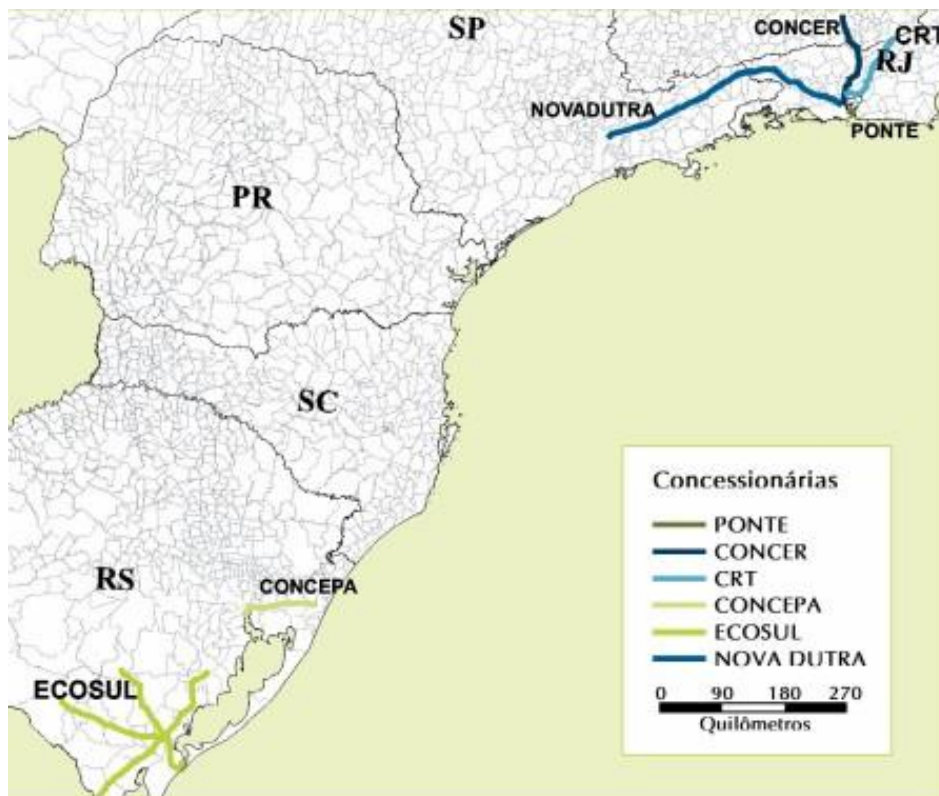 SP
CONCER
CRT
RJ
NOVADUTRA
PONTE
PR
SC
RS
CONCEPA
ECOSUL
Concessionárias
PONTE
CONCER
CRT
CONCEPA
ECOSUL
NOVA DUTRA
0 90 180 270
Quilômetros